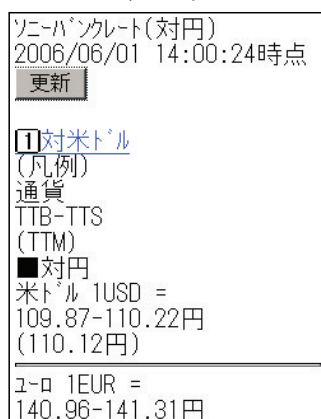 ｿﾆｰﾊﾞﾝｸﾚｰﾄ(対円)
2006/06/01 14:00:24時点
更新
1対米ﾄﾞﾙ
(凡例)
通貨
TTB-TTS
(TTM)
■対円
米ﾄﾞﾙ 1USD =
109.87-110.22円
(110.12円)
ﾕｰﾛ 1EUR =
140.96-141.31円